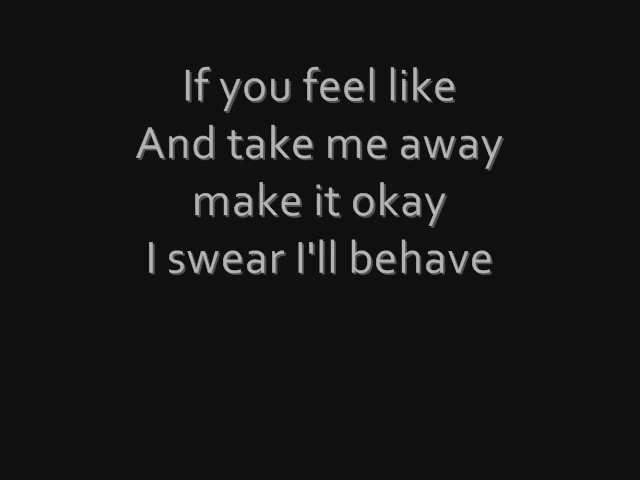 If you feel like
And take me away
make it okay
I swear I'll behave